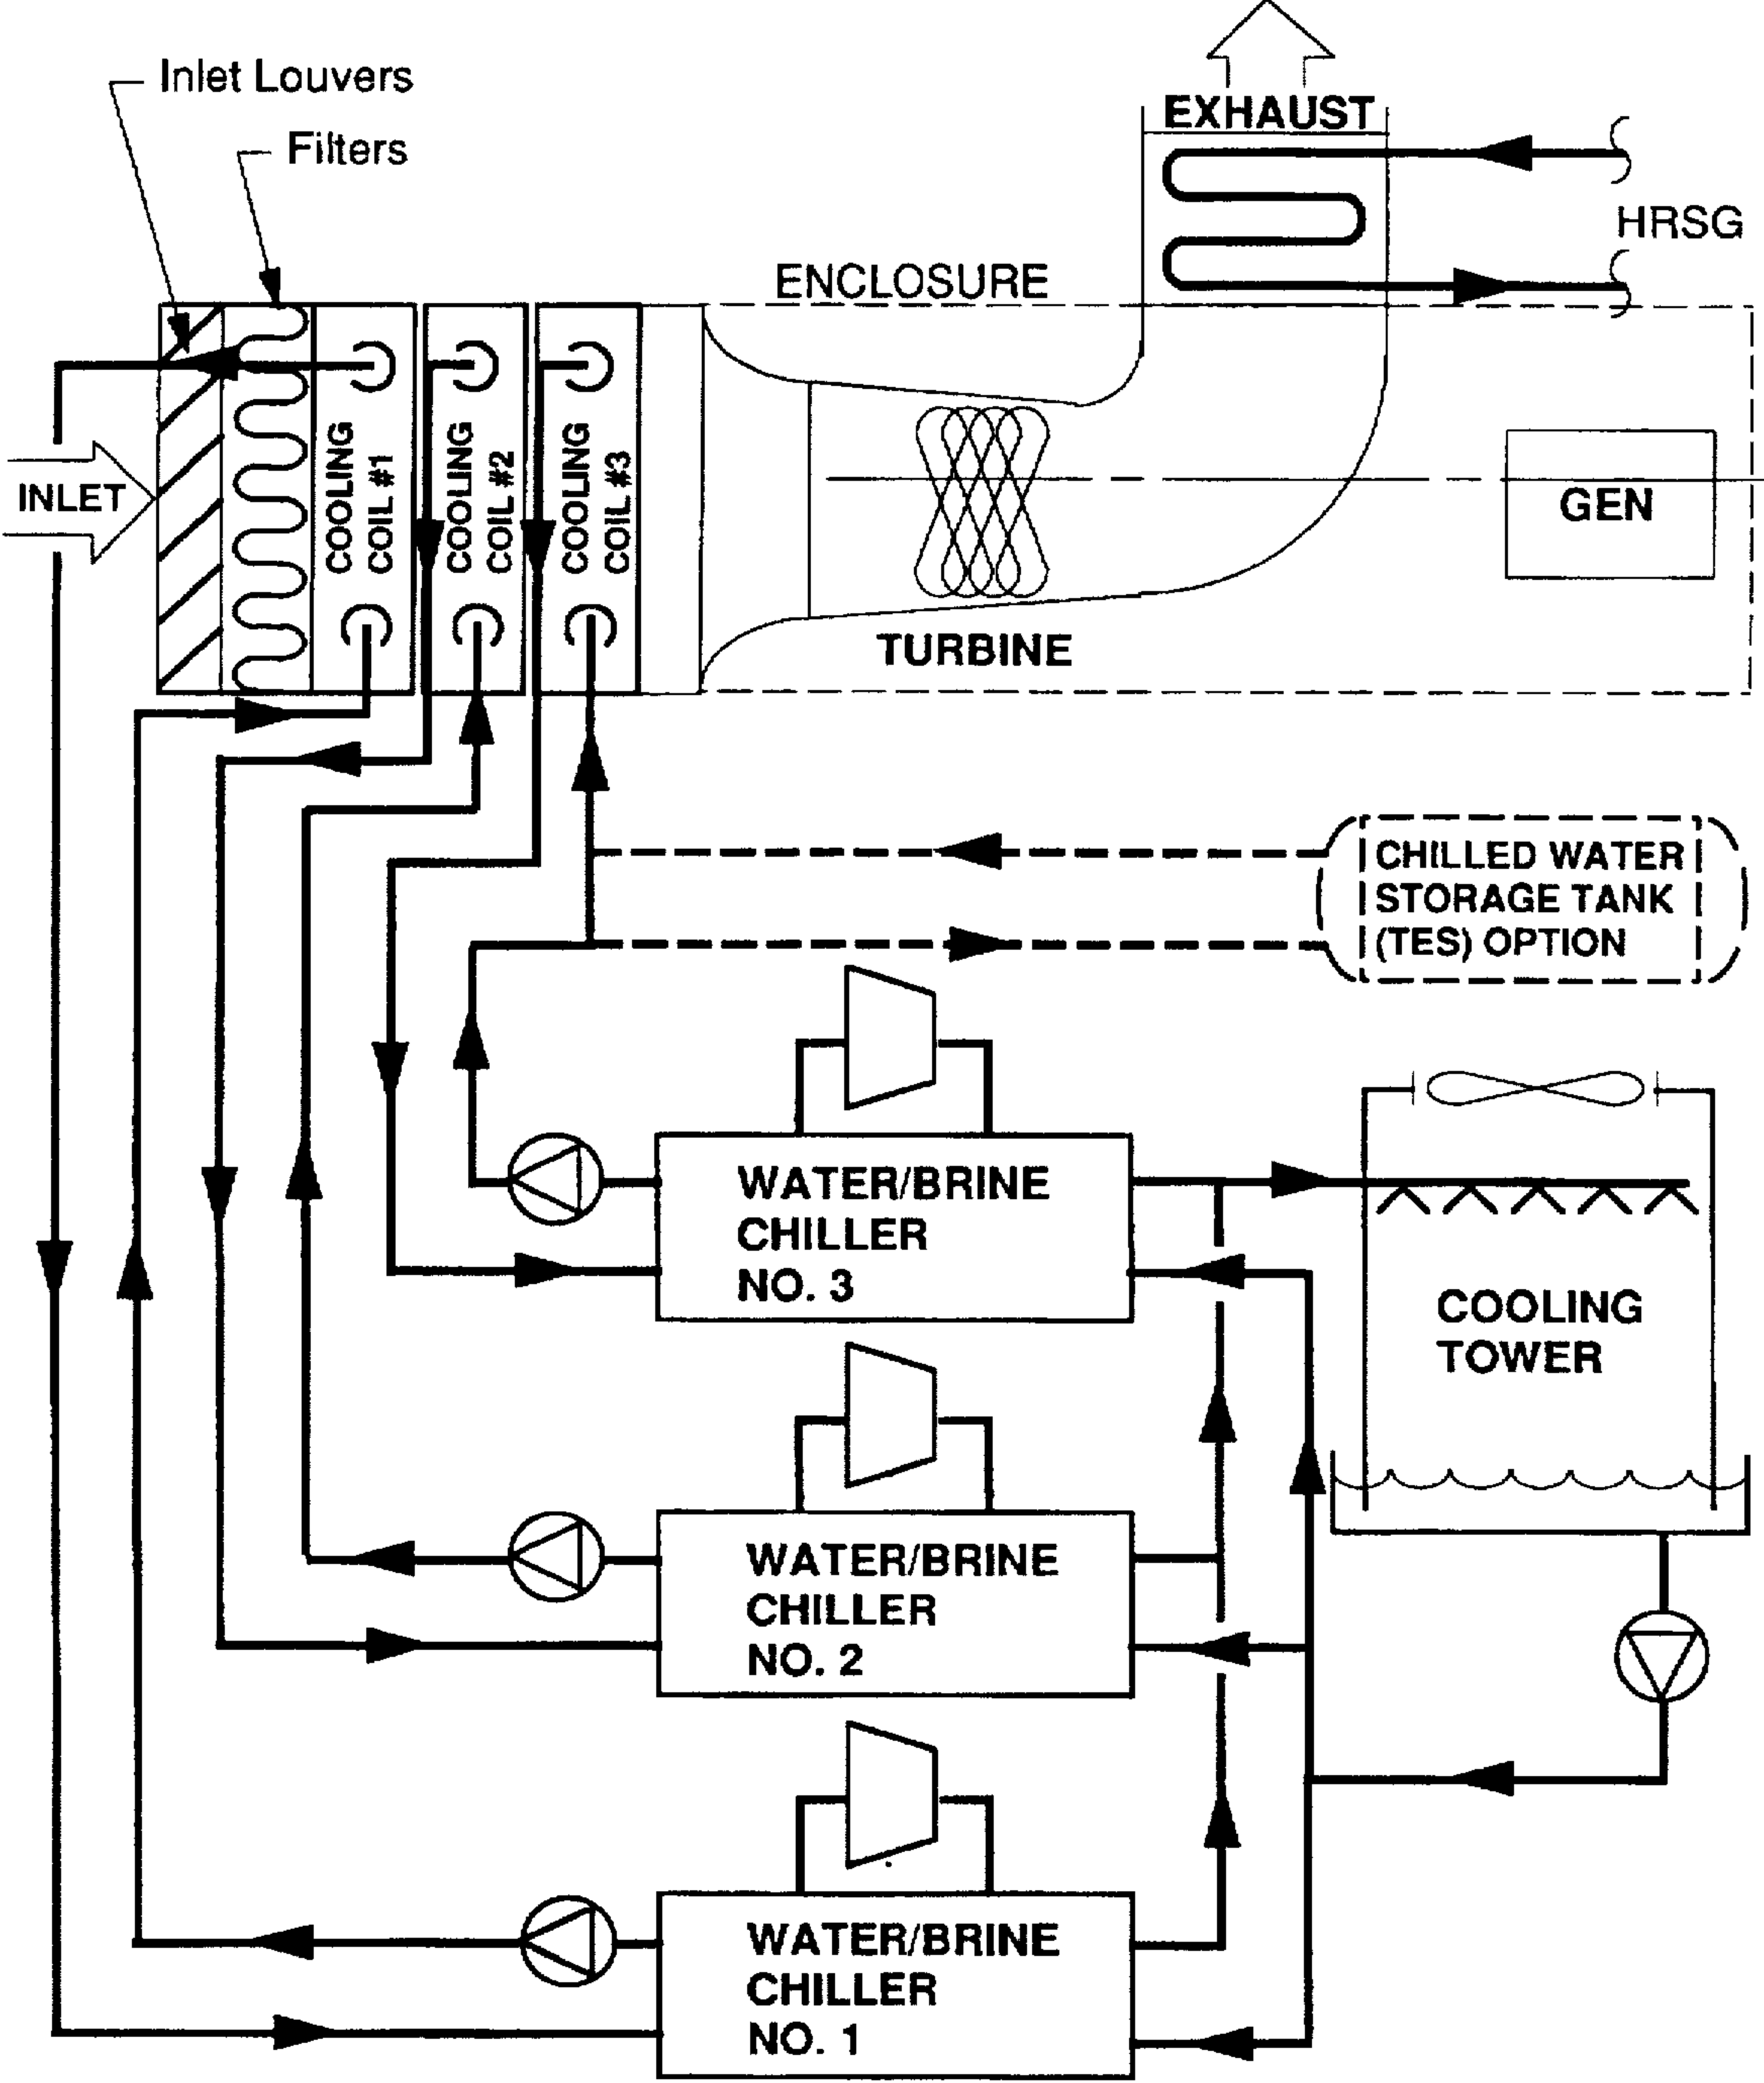 Inlet Louvers
Filters
EXHAUST
HRSG
ENCLOSURE
INLET
COOLING
COIL #1
COOLING
COIL #2
COOLING
COIL #3
GEN
TURBINE
CHILLED WATER
STORAGE TANK
(TES) OPTION
WATER/BRINE
CHILLER
NO. 3
COOLING
TOWER
WATER/BRINE
CHILLER
NO. 2
WATER/BRINE
CHILLER
NO. 1